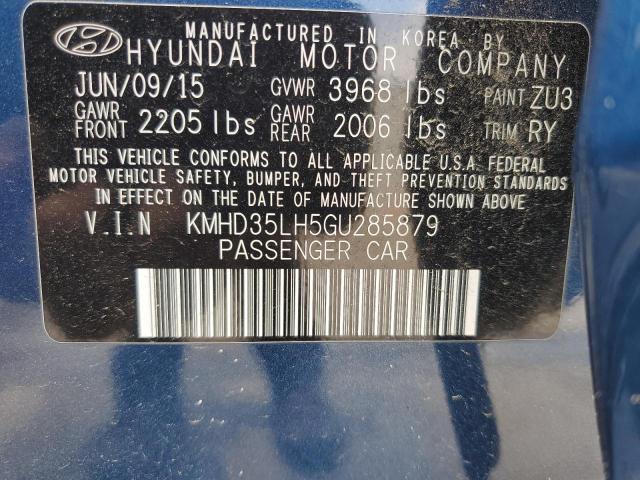 MANUFACTURED IN KOREA BY
HYUNDAI MOTOR COMPANY
JUN/09/15 GVWR 3968 lbs PAINT ZU3
GAWR FRONT 2205 lbs GAWR REAR 2006 lbs TRIM RY
THIS VEHICLE CONFORMS TO ALL APPLICABLE U.S.A. FEDERAL
MOTOR VEHICLE SAFETY, BUMPER, AND THEFT PREVENTION STANDARDS
IN EFFECT ON THE DATE OF MANUFACTURE SHOWN ABOVE.
V.I.N KMHD35LH5GU285879
PASSENGER CAR